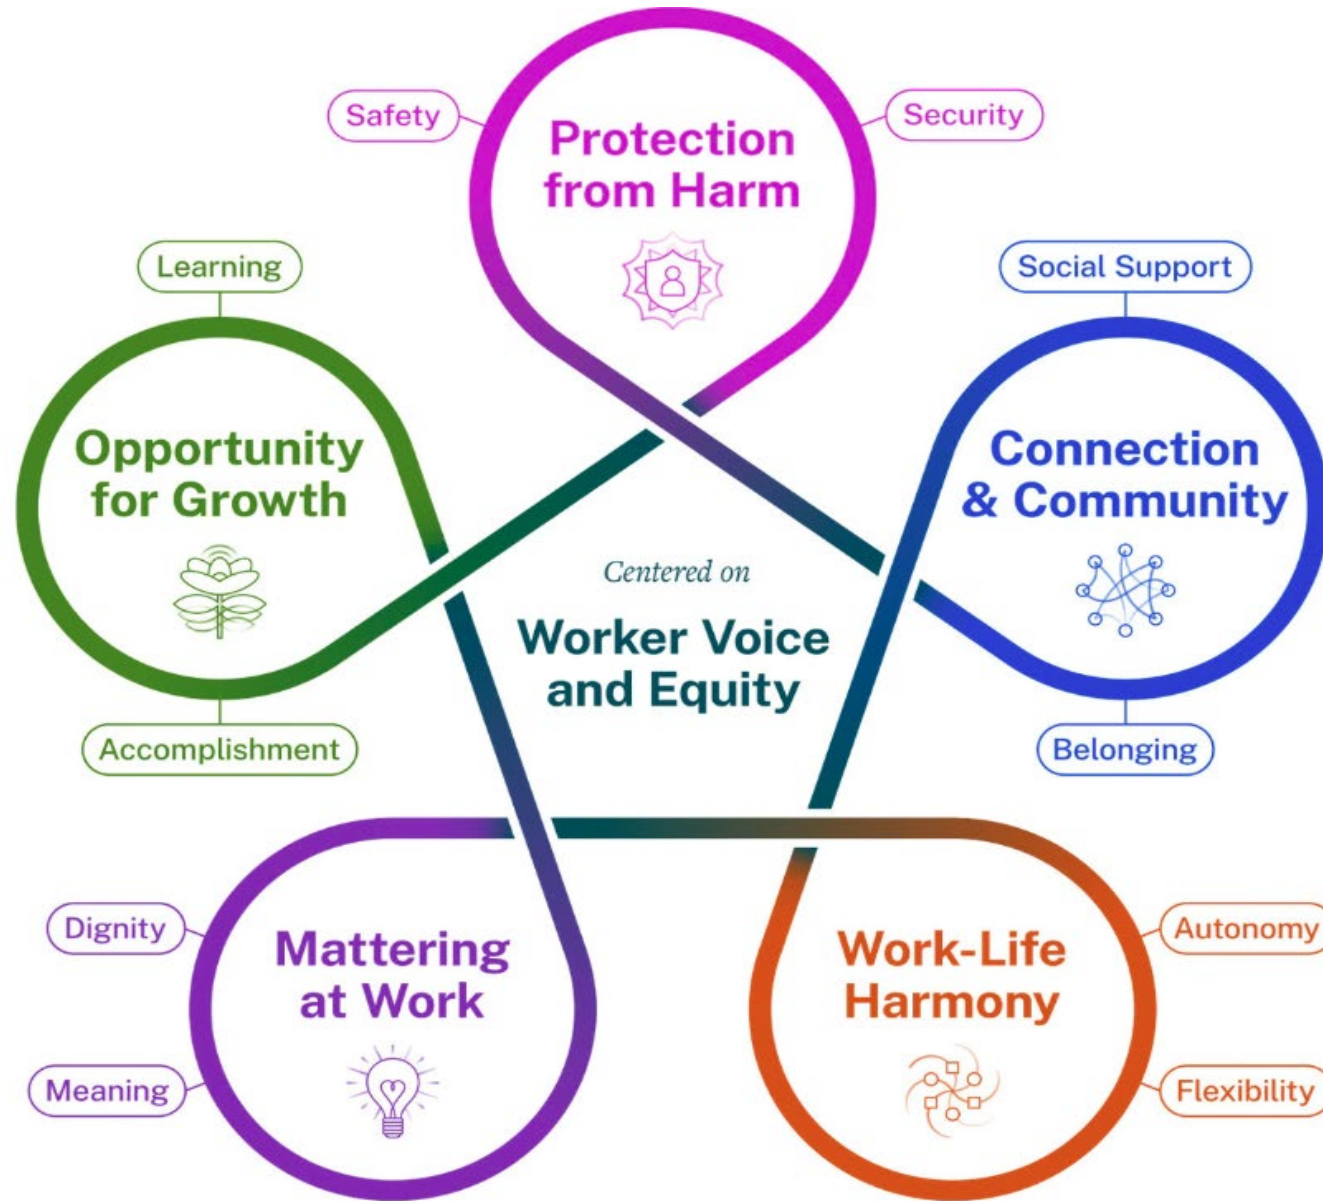 Safety
Security
Protection
from Harm
Learning
Social Support
Opportunity
for Growth
Connection
& Community
Centered on
Worker Voice
and Equity
Accomplishment
Belonging
Dignity
Meaning
Mattering
at Work
Work-Life
Harmony
Autonomy
Flexibility